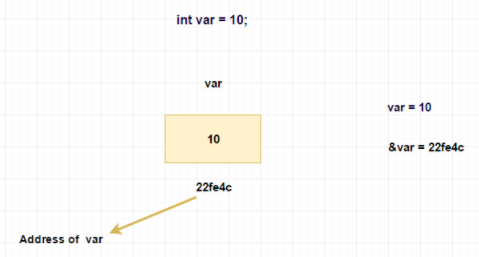 int var = 10;
var
10
22fe4c
Address of var
var = 10
&var = 22fe4c